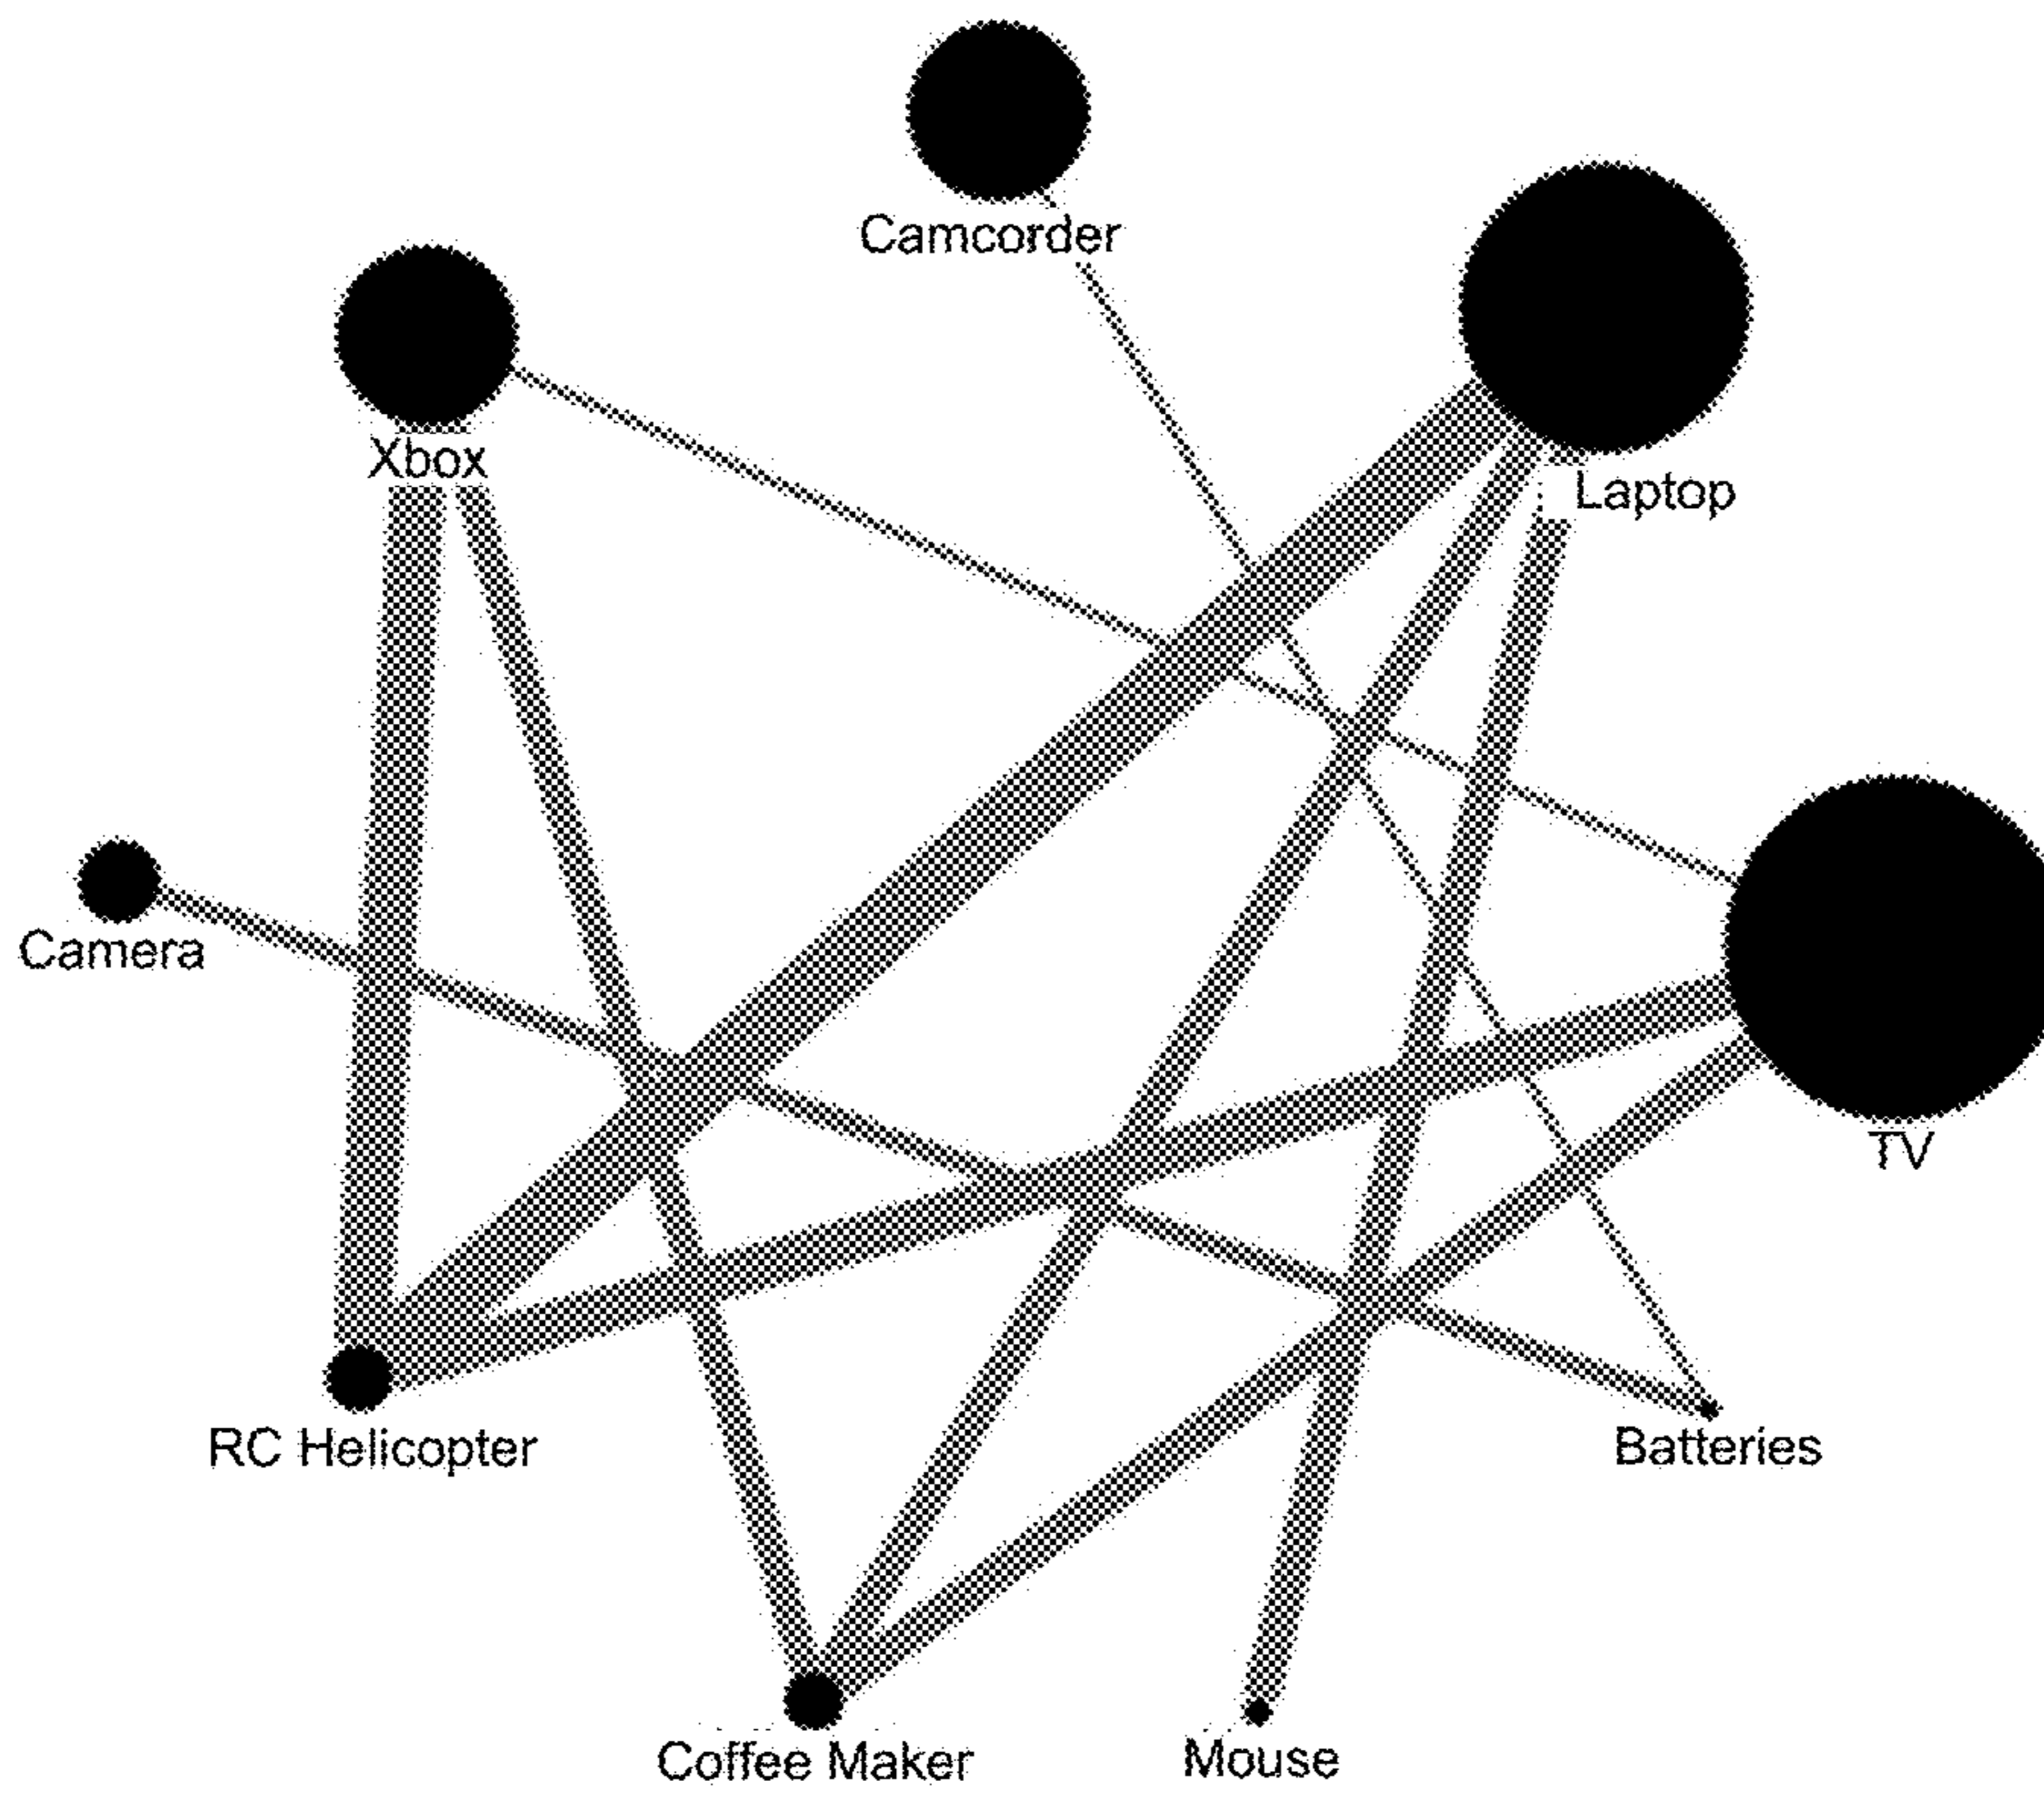 Camcorder
Xbox
Laptop
Camera
TV
RC Helicopter
Batteries
Coffee Maker
Mouse